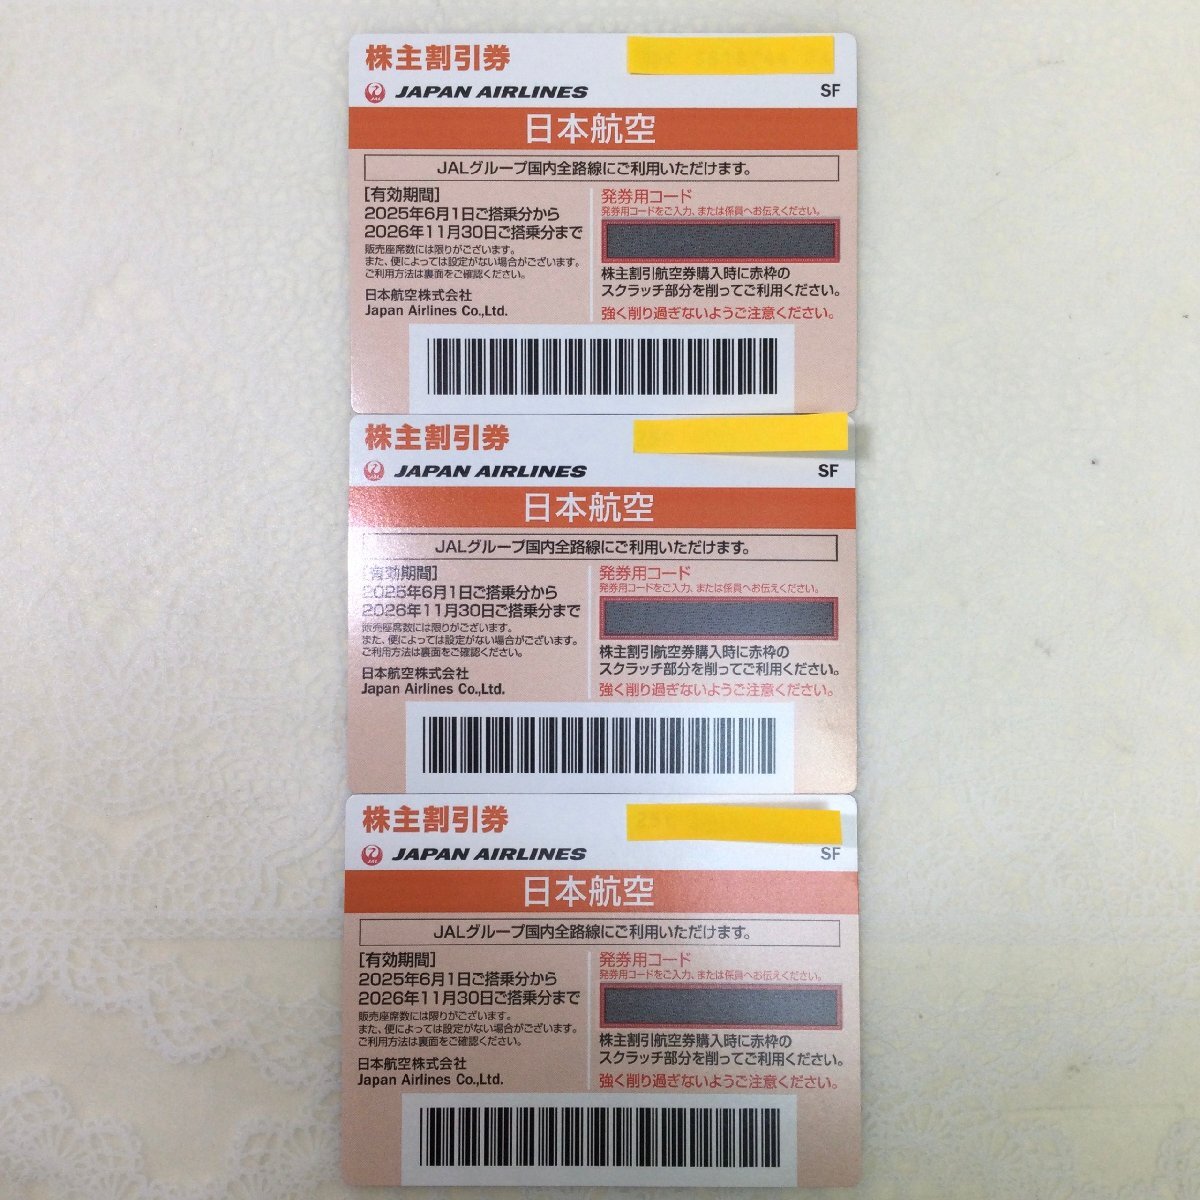 株主割引券
JAPAN AIRLINES
SF
日本航空
JALグループ国内全路線にご利用いただけます。
[有効期間]
2025年6月1日ご搭乗分から
2026年11月30日ご搭乗分まで
販売座席数には限りがございます。
また、便によっては設定がない場合がございます。
ご利用方法は裏面をご確認ください。
日本航空株式会社
Japan Airlines Co.,Ltd.
発券用コード
発券用コードをご入力、または係員へお伝えください。
株主割引航空券購入時に赤枠の
スクラッチ部分を削ってご利用ください。
強く削り過ぎないようご注意ください。
株主割引券
JAPAN AIRLINES
SF
日本航空
JALグループ国内全路線にご利用いただけます。
[有効期間]
2025年6月1日ご搭乗分から
2026年11月30日ご搭乗分まで
販売座席数には限りがございます。
また、便によっては設定がない場合がございます。
ご利用方法は裏面をご確認ください。
日本航空株式会社
Japan Airlines Co.,Ltd.
発券用コード
発券用コードをご入力、または係員へお伝えください。
株主割引航空券購入時に赤枠の
スクラッチ部分を削ってご利用ください。
強く削り過ぎないようご注意ください。
株主割引券
JAPAN AIRLINES
SF
日本航空
JALグループ国内全路線にご利用いただけます。
[有効期間]
2025年6月1日ご搭乗分から
2026年11月30日ご搭乗分まで
販売座席数には限りがございます。
また、便によっては設定がない場合がございます。
ご利用方法は裏面をご確認ください。
日本航空株式会社
Japan Airlines Co.,Ltd.
発券用コード
発券用コードをご入力、または係員へお伝えください。
株主割引航空券購入時に赤枠の
スクラッチ部分を削ってご利用ください。
強く削り過ぎないようご注意ください。